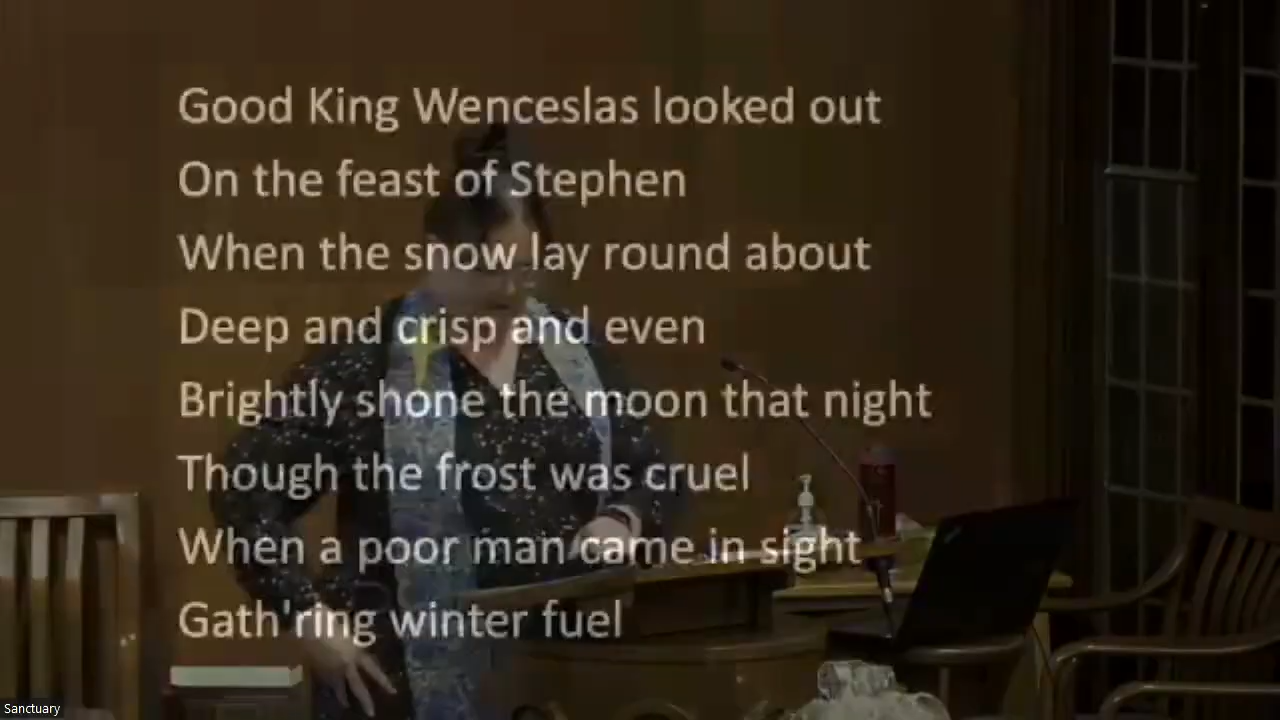 Good King Wenceslas looked out
On the feast of Stephen
When the snow lay round about
Deep and crisp and even
Brightly shone the moon that night
Though the frost was cruel
When a poor man came in sight
Gath'ring winter fuel
Sanctuary